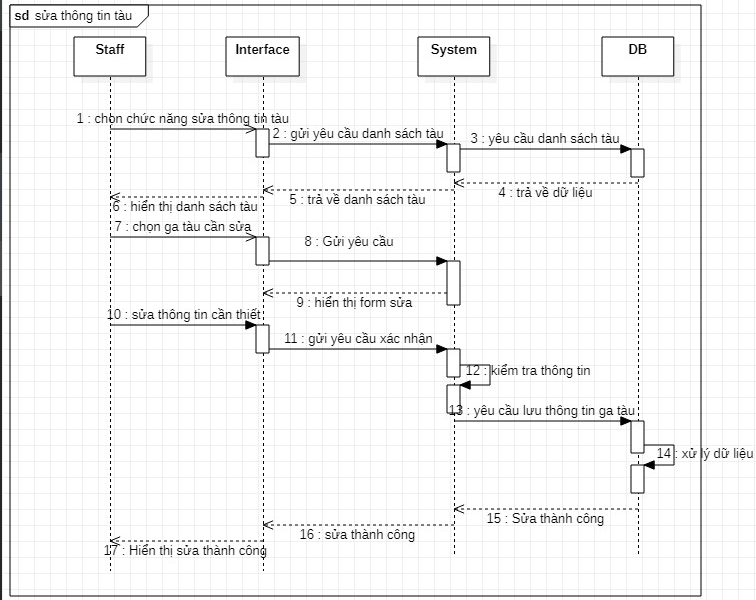 sd sửa thông tin tàu
Staff
Interface
System
DB
1 : chọn chức năng sửa thông tin tàu
2 : gửi yêu cầu danh sách tàu
3 : yêu cầu danh sách tàu
4 : trả về dữ liệu
5 : trả về danh sách tàu
6 : hiển thị danh sách tàu
7 : chọn ga tàu cần sửa
8 : Gửi yêu cầu
9 : hiển thị form sửa
10 : sửa thông tin cần thiết
11 : gửi yêu cầu xác nhận
12 : kiểm tra thông tin
13 : yêu cầu lưu thông tin ga tàu
14 : xử lý dữ liệu
15 : Sửa thành công
16 : sửa thành công
17 : Hiển thị sửa thành công